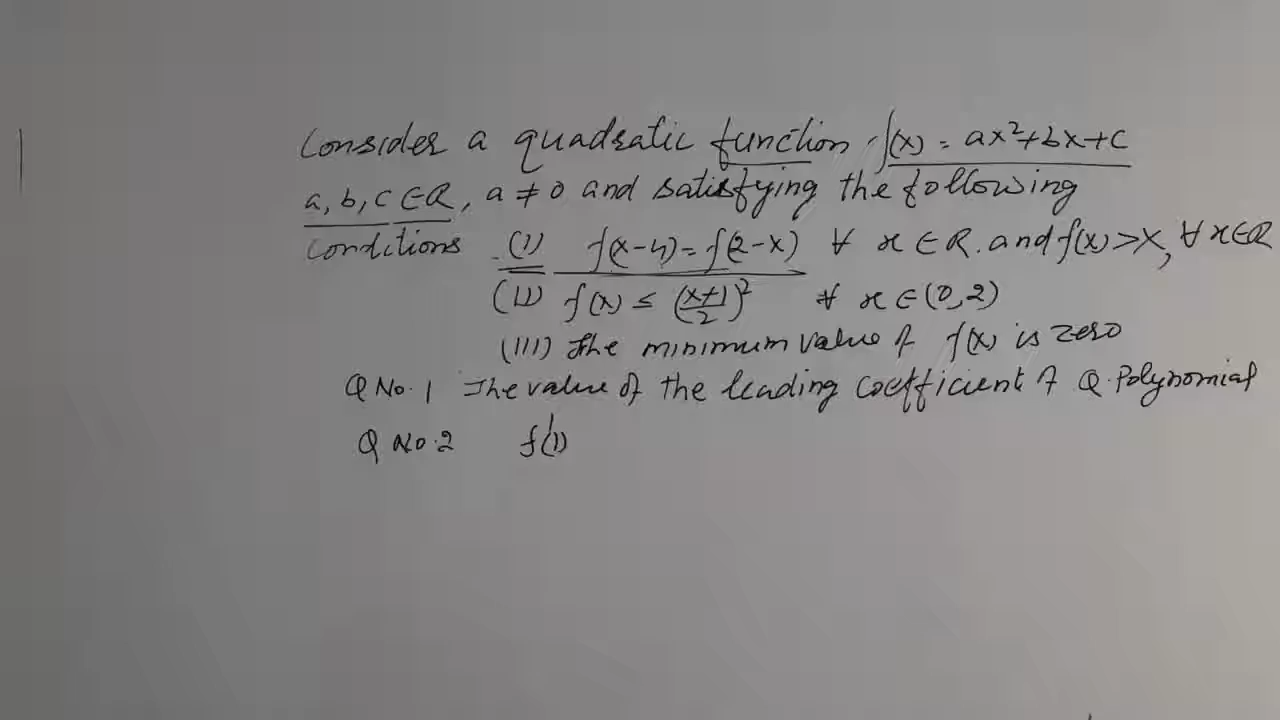 Consider a quadratic function f(x) = ax²+bx+c
a, b, c ∈ R, a ≠ 0 and satisfying the following
conditions (I) f(x-4) = f(2-x) ∀ x ∈ R. and f(x) > x, ∀ x ∈ R
(II) f(x) ≤ ((x+1)/2)² ∀ x ∈ (0,2)
(III) The minimum value of f(x) is zero
Q No. 1 The value of the leading coefficient of Q. Polynomial
Q No. 2 f(1)